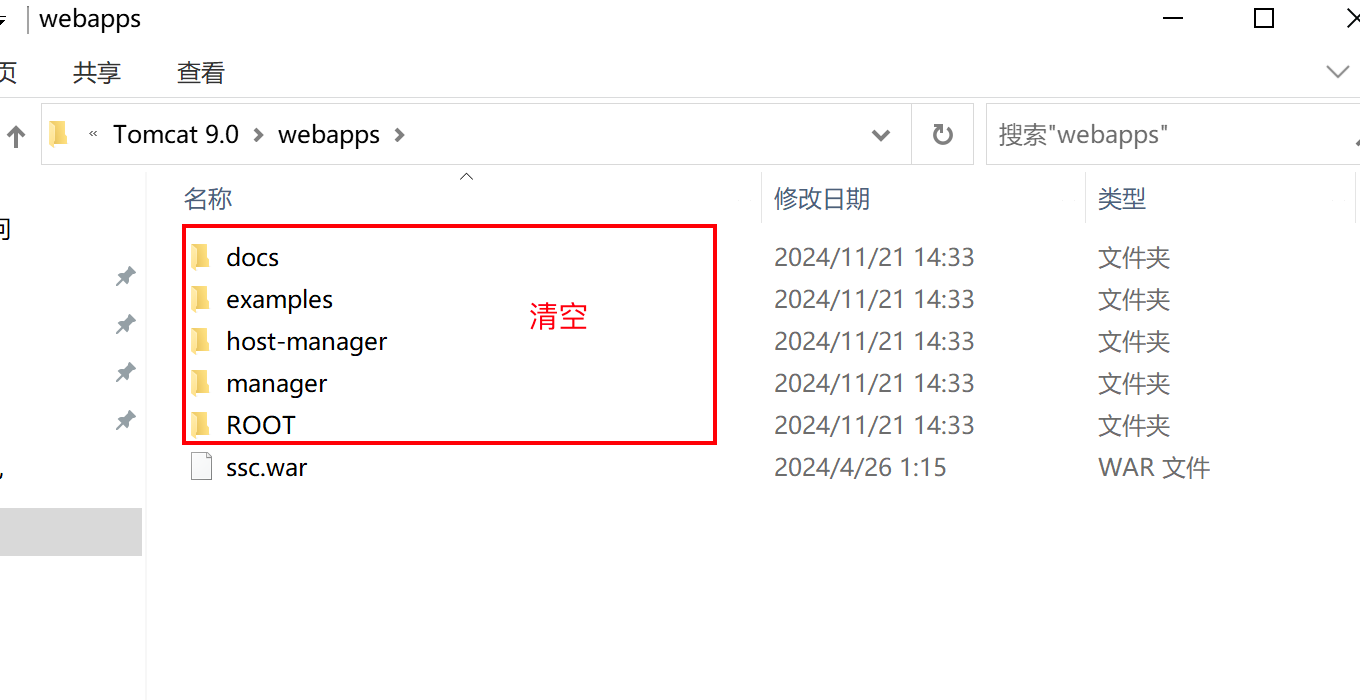 webapps
页 共享 查看
« Tomcat 9.0 webapps 搜索"webapps"
名称 修改日期 类型
docs 2024/11/21 14:33 文件夹
examples 2024/11/21 14:33 文件夹
清空
host-manager 2024/11/21 14:33 文件夹
manager 2024/11/21 14:33 文件夹
ROOT 2024/11/21 14:33 文件夹
ssc.war 2024/4/26 1:15 WAR 文件